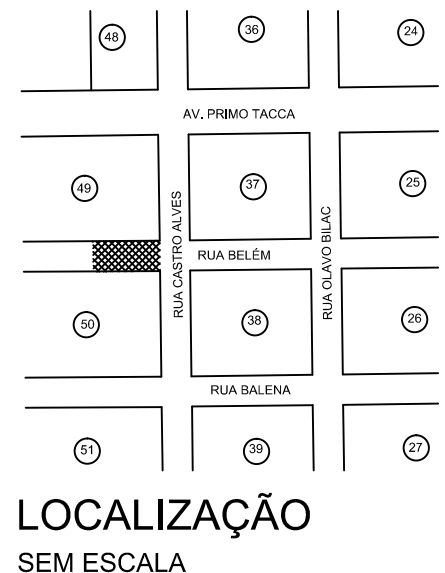 48
36
24
AV. PRIMO TACCA
49
37
25
RUA CASTRO ALVES
RUA BELÉM
RUA OLAVO BILAC
50
38
26
RUA BALENA
51
39
27
LOCALIZAÇÃO
SEM ESCALA